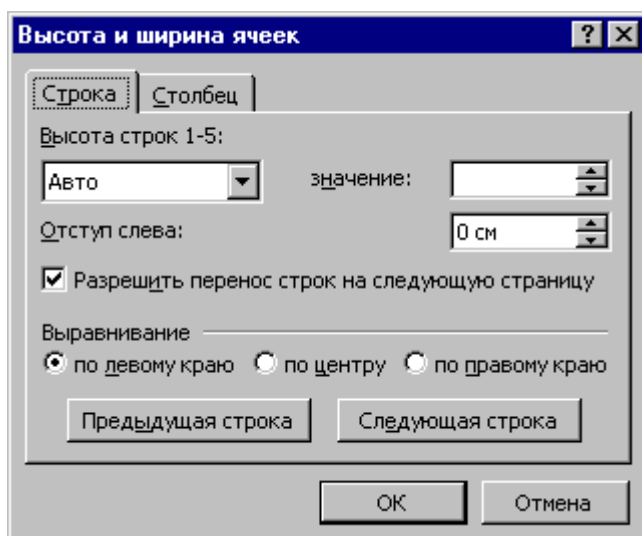 Высота и ширина ячеек
Строка Столбец
Высота строк 1-5:
Авто значение:
Отступ слева: 0 см
Разрешить перенос строк на следующую страницу
Выравнивание
по левому краю по центру по правому краю
Предыдущая строка Следующая строка
ОК Отмена